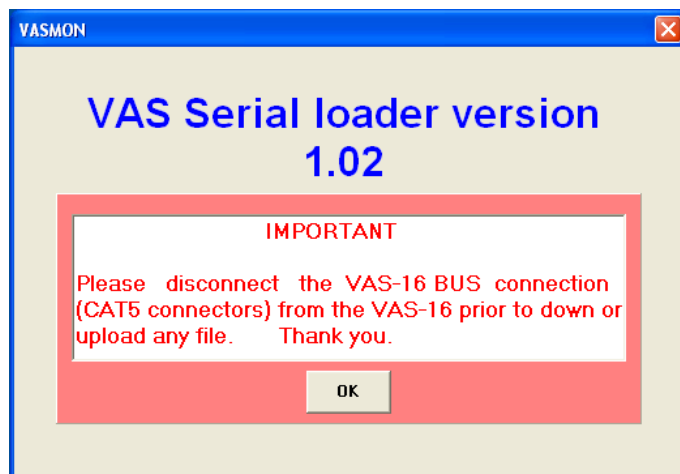 VASMON
VAS Serial loader version
1.02
IMPORTANT
Please disconnect the VAS-16 BUS connection
(CAT5 connectors) from the VAS-16 prior to down or
upload any file. Thank you.
OK